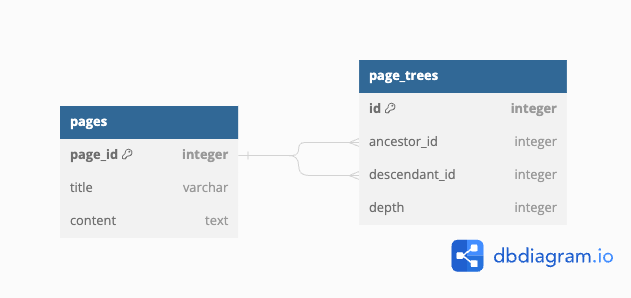 pages
page_id integer
title varchar
content text
page_trees
id integer
ancestor_id integer
descendant_id integer
depth integer
dbdiagram.io